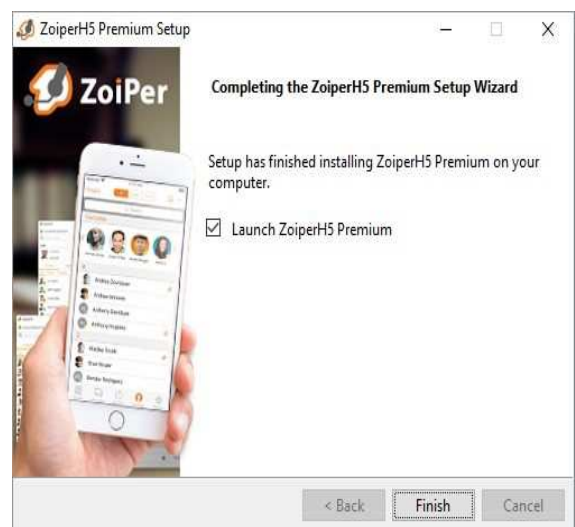 ZoiperH5 Premium Setup
ZoiPer
Completing the ZoiperH5 Premium Setup Wizard
Setup has finished installing ZoiperH5 Premium on your
computer.
Launch ZoiperH5 Premium
< Back
Finish
Cancel